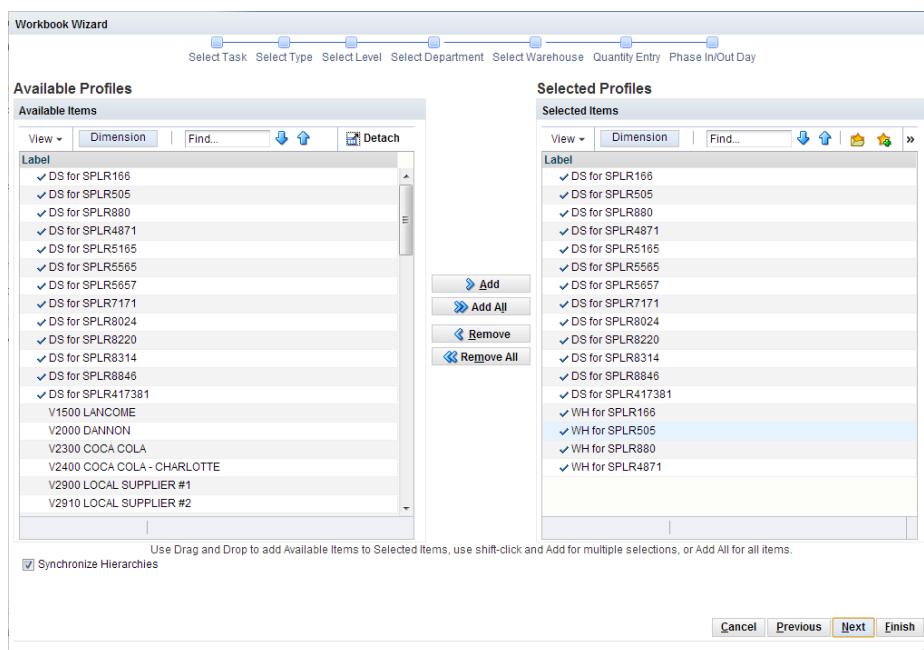 Workbook Wizard
Select Task Select Type Select Level Select Department Select Warehouse Quantity Entry Phase In/Out Day
Available Profiles
Available Items
View Dimension Find... Detach
Label
DS for SPLR166
DS for SPLR505
DS for SPLR880
DS for SPLR4871
DS for SPLR5165
DS for SPLR5565
DS for SPLR5657
DS for SPLR7171
DS for SPLR8024
DS for SPLR8220
DS for SPLR8314
DS for SPLR8846
DS for SPLR417381
V1500 LANCOME
V2000 DANNON
V2300 COCA COLA
V2400 COCA COLA - CHARLOTTE
V2900 LOCAL SUPPLIER #1
V2910 LOCAL SUPPLIER #2
Add
Add All
Remove
Remove All
Selected Profiles
Selected Items
View Dimension Find... »
Label
DS for SPLR166
DS for SPLR505
DS for SPLR880
DS for SPLR4871
DS for SPLR5165
DS for SPLR5565
DS for SPLR5657
DS for SPLR7171
DS for SPLR8024
DS for SPLR8220
DS for SPLR8314
DS for SPLR8846
DS for SPLR417381
WH for SPLR166
WH for SPLR505
WH for SPLR880
WH for SPLR4871
Use Drag and Drop to add Available Items to Selected Items, use shift-click and Add for multiple selections, or Add All for all items.
Synchronize Hierarchies
Cancel Previous Next Finish